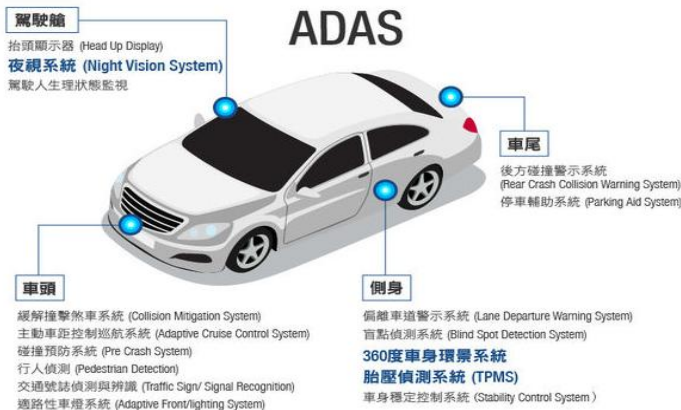 ADAS
駕駛艙
抬頭顯示器 (Head Up Display)
夜視系統 (Night Vision System)
駕駛人生理狀態監視
車尾
後方碰撞警示系統
(Rear Crash Collision Warning System)
停車輔助系統 (Parking Aid System)
車頭
緩解撞擊煞車系統 (Collision Mitigation System)
主動車距控制巡航系統 (Adaptive Cruise Control System)
碰撞預防系統 (Pre Crash System)
行人偵測 (Pedestrian Detection)
交通號誌偵測與辨識 (Traffic Sign/ Signal Recognition)
適路性車燈系統 (Adaptive Front/lighting System)
側身
偏離車道警示系統 (Lane Departure Warning System)
盲點偵測系統 (Blind Spot Detection System)
360度車身環景系統
胎壓偵測系統 (TPMS)
車身穩定控制系統 (Stability Control System )